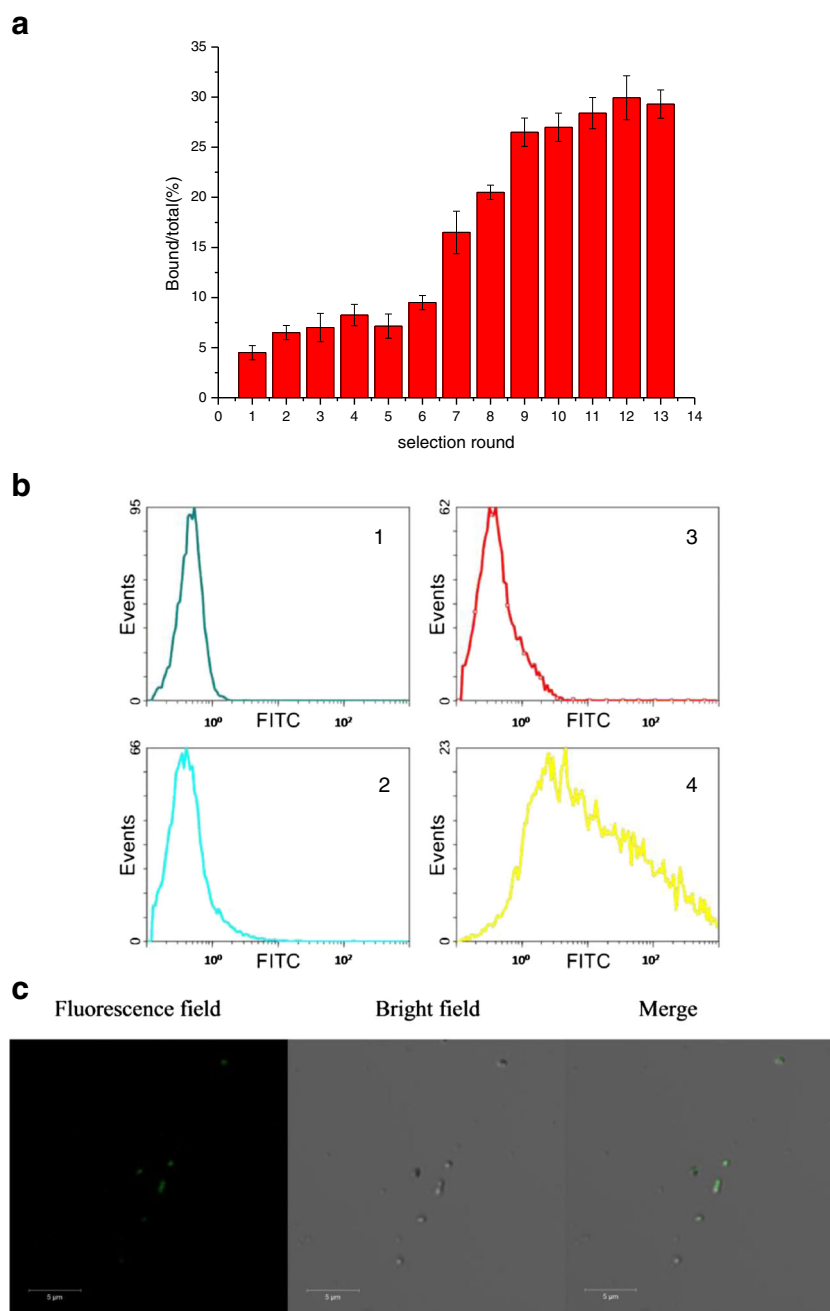 a
35
30
25
20
15
10
5
0
Bound/total(%)
0 1 2 3 4 5 6 7 8 9 10 11 12 13 14
selection round
b
95
Events
0
1
10⁰ 10²
FITC
62
Events
0
3
10⁰ 10²
FITC
66
Events
0
2
10⁰ 10²
FITC
23
Events
0
4
10⁰ 10²
FITC
c
Fluorescence field Bright field Merge
5 µm 5 µm 5 µm